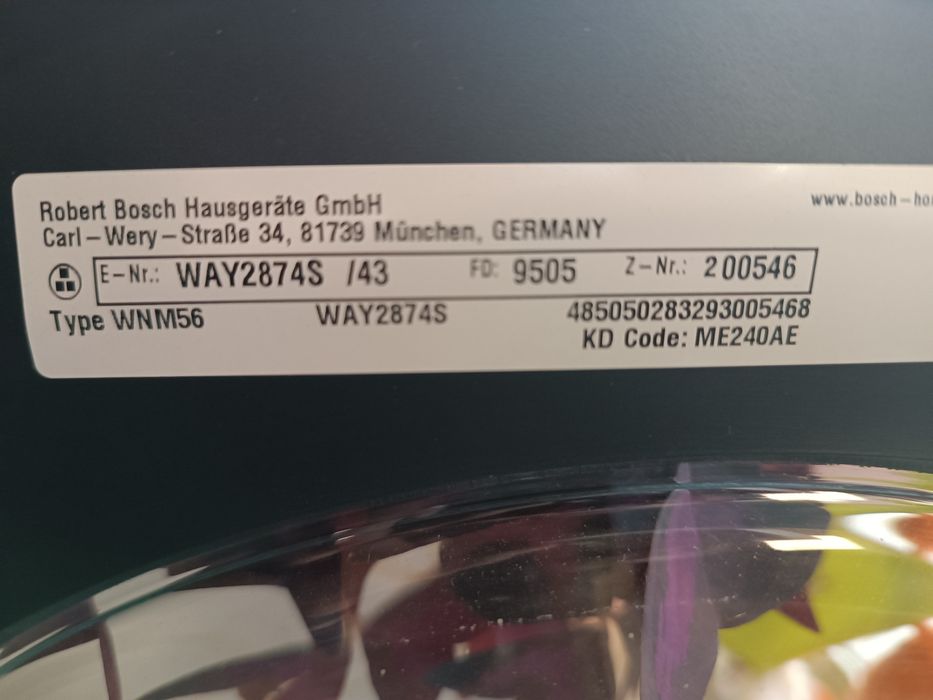 Robert Bosch Hausgeräte GmbH
www.bosch-ho
Carl-Wery-Straße 34, 81739 München, GERMANY
E-Nr.: WAY2874S /43 FD: 9505 Z-Nr.: 200546
Type WNM56 WAY2874S 485050283293005468
KD Code: ME240AE